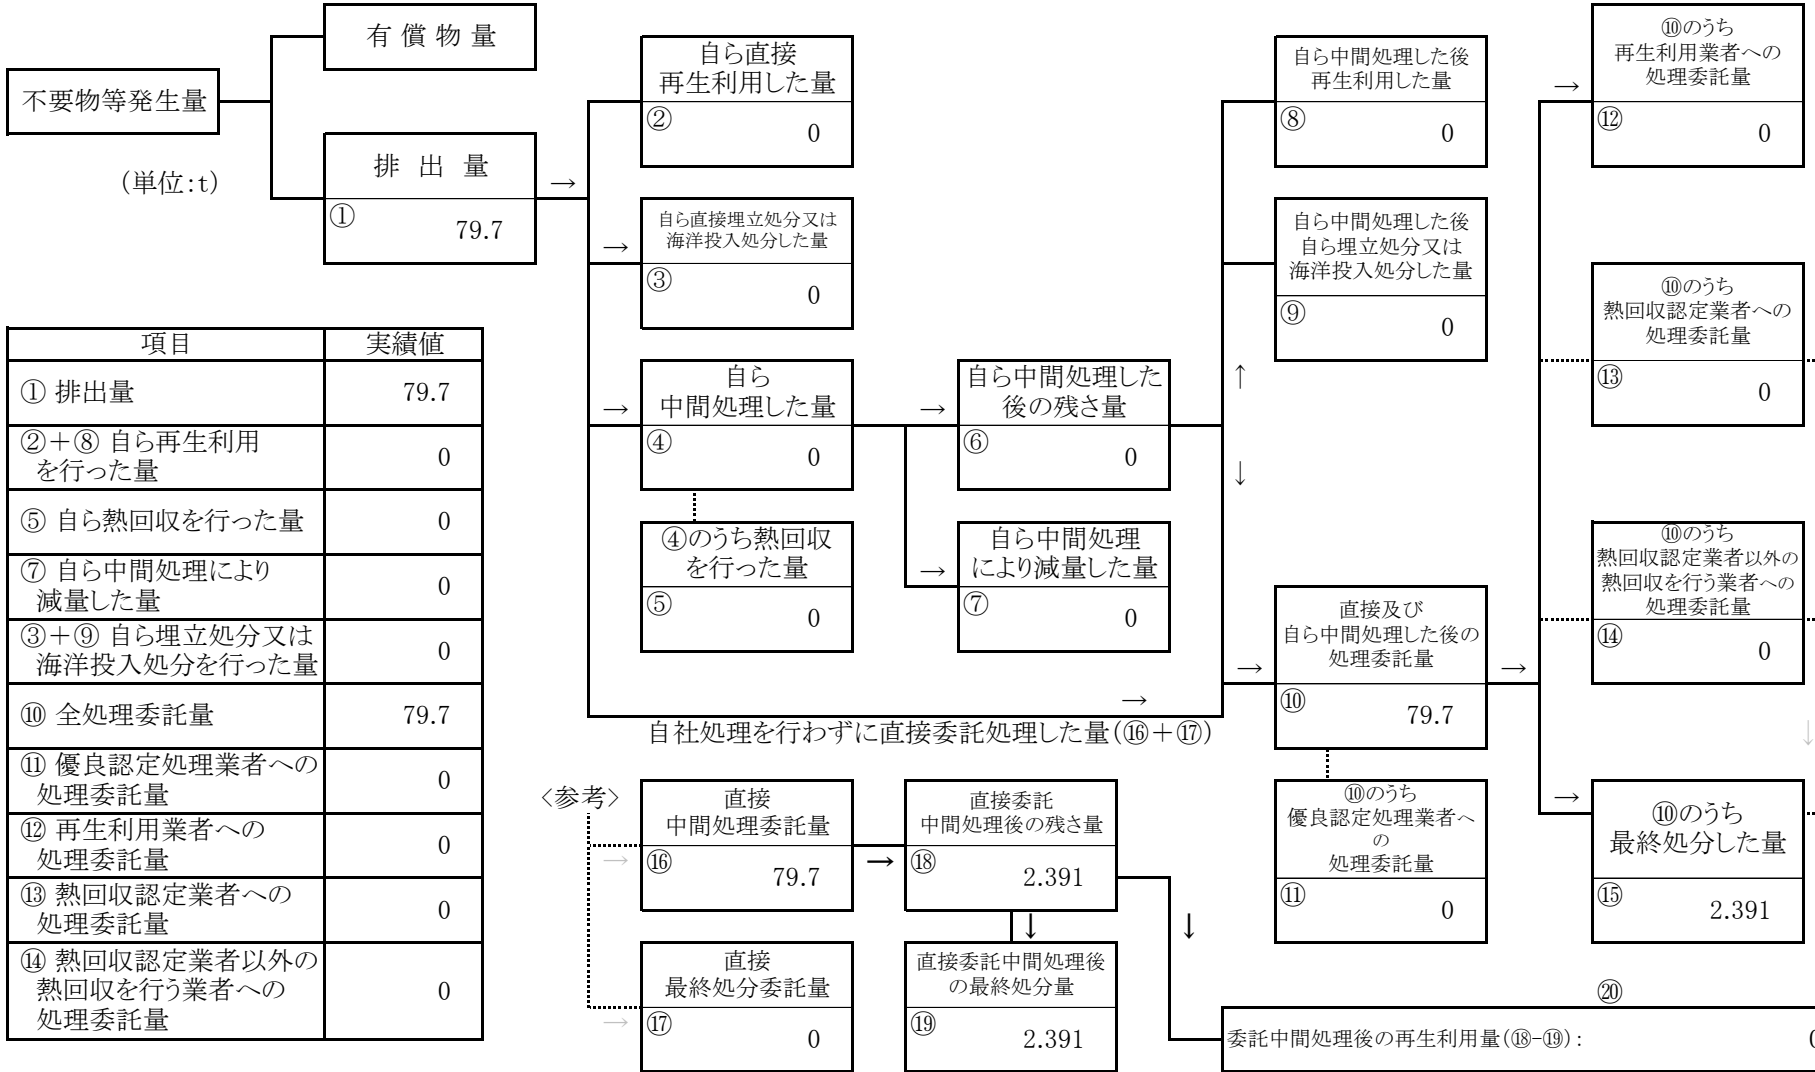 有償物量
不要物等発生量
(単位:t)
排出量
→
①
79.7
項目 実績値
① 排出量 79.7
②+⑧ 自ら再生利用
を行った量
0
⑤ 自ら熱回収を行った量 0
⑦ 自ら中間処理により
減量した量
0
③+⑨ 自ら埋立処分又は
海洋投入処分を行った量
0
⑩ 全処理委託量 79.7
⑪ 優良認定処理業者への
処理委託量
0
⑫ 再生利用業者への
処理委託量
0
⑬ 熱回収認定業者への
処理委託量
0
⑭ 熱回収認定業者以外の
熱回収を行う業者への
処理委託量
0
自ら直接
再生利用した量
②
0
→
自ら直接埋立処分又は
海洋投入処分した量
③
0
→
自ら
中間処理した量
④
0
④のうち熱回収
を行った量
⑤
0
→
自ら中間処理した
後の残さ量
⑥
0
→
自ら中間処理
により減量した量
⑦
0
→
自社処理を行わずに直接委託処理した量(⑯+⑰)
<参考>
→
直接
中間処理委託量
⑯
79.7
→
直接委託
中間処理後の残さ量
⑱
2.391
→
直接
最終処分委託量
⑰
0
↓
直接委託中間処理後
の最終処分量
⑲
2.391
↓
自ら中間処理した後
再生利用した量
⑧
0
自ら中間処理した後
自ら埋立処分又は
海洋投入処分した量
⑨
0
↑
↓
→
直接及び
自ら中間処理した後の
処理委託量
⑩
79.7
→
⑩のうち
優良認定処理業者へ
の
処理委託量
⑪
0
→
⑩のうち
再生利用業者への
処理委託量
⑫
0
⑩のうち
熱回収認定業者への
処理委託量
⑬
0
⑩のうち
熱回収認定業者以外の
熱回収を行う業者への
処理委託量
⑭
0
↓
→
⑩のうち
最終処分した量
⑮
2.391
⑳
委託中間処理後の再生利用量(⑱-⑲): 0